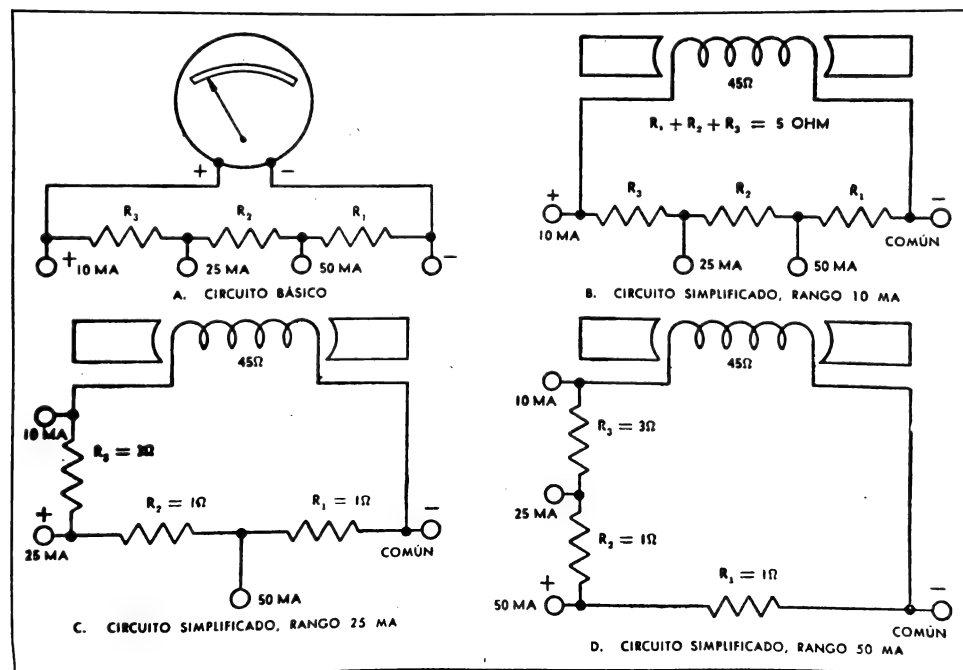 + −
R₃ R₂ R₁
+ 10 MA 25 MA 50 MA −
A. CIRCUITO BÁSICO
45Ω
R₁ + R₂ + R₃ = 5 OHM
+ R₃ R₂ R₁ −
10 MA 25 MA 50 MA COMÚN
B. CIRCUITO SIMPLIFICADO, RANGO 10 MA
45Ω
10 MA
R₃ = 3Ω
R₂ = 1Ω R₁ = 1Ω
+ −
25 MA COMÚN
50 MA
C. CIRCUITO SIMPLIFICADO, RANGO 25 MA
45Ω
10 MA
R₃ = 3Ω
25 MA
R₂ = 1Ω
R₁ = 1Ω
+ −
50 MA COMÚN
D. CIRCUITO SIMPLIFICADO, RANGO 50 MA